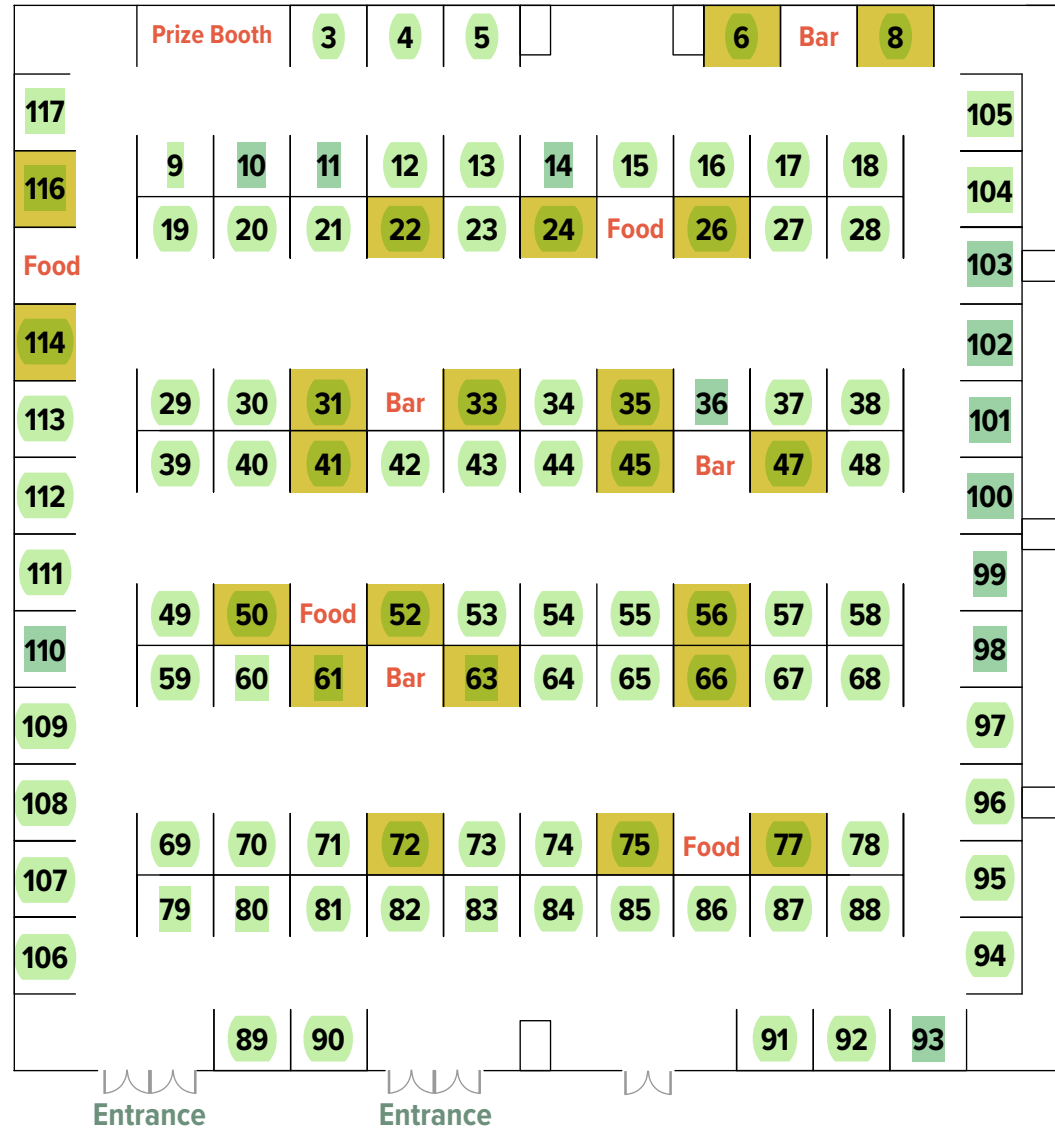 Prize Booth 3 4 5 6 Bar 8
117 105
9 10 11 12 13 14 15 16 17 18
116 104
19 20 21 22 23 24 Food 26 27 28
Food 103
114 102
29 30 31 Bar 33 34 35 36 37 38
113 101
39 40 41 42 43 44 45 Bar 47 48
112 100
111 99
49 50 Food 52 53 54 55 56 57 58
110 98
59 60 61 Bar 63 64 65 66 67 68
109 97
108 96
69 70 71 72 73 74 75 Food 77 78
107 95
79 80 81 82 83 84 85 86 87 88
106 94
89 90 91 92 93
Entrance Entrance